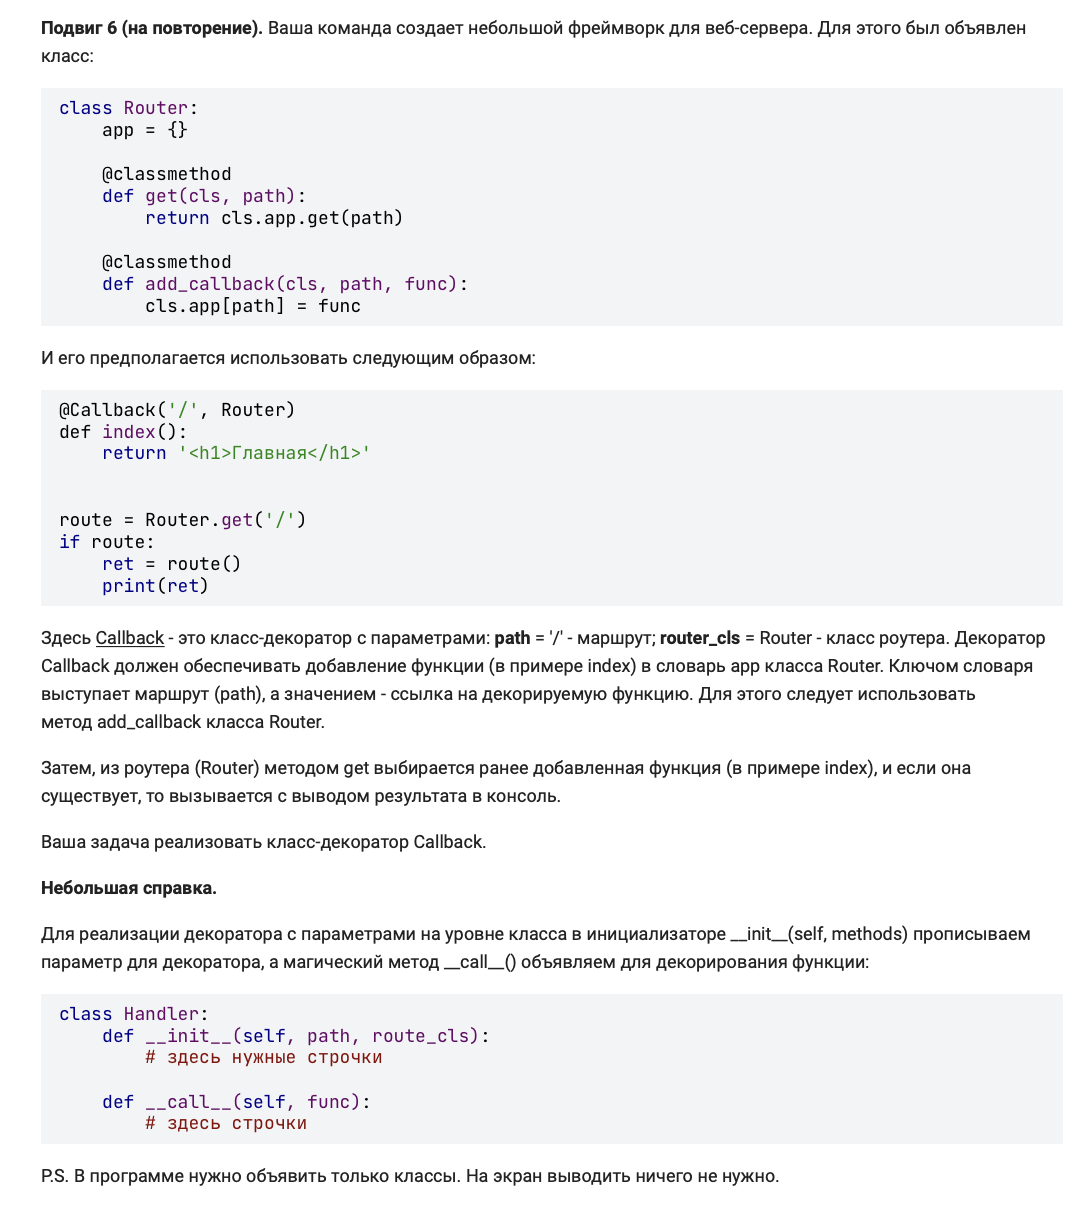 Подвиг 6 (на повторение). Ваша команда создает небольшой фреймворк для веб-сервера. Для этого был объявлен
класс:
class Router:
    app = {}
    @classmethod
    def get(cls, path):
        return cls.app.get(path)
    @classmethod
    def add_callback(cls, path, func):
        cls.app[path] = func
И его предполагается использовать следующим образом:
@Callback('/', Router)
def index():
    return '<h1>Главная</h1>'
route = Router.get('/')
if route:
    ret = route()
    print(ret)
Здесь Callback - это класс-декоратор с параметрами: path = '/' - маршрут; router_cls = Router - класс роутера. Декоратор
Callback должен обеспечивать добавление функции (в примере index) в словарь app класса Router. Ключом словаря
выступает маршрут (path), а значением - ссылка на декорируемую функцию. Для этого следует использовать
метод add_callback класса Router.
Затем, из роутера (Router) методом get выбирается ранее добавленная функция (в примере index), и если она
существует, то вызывается с выводом результата в консоль.
Ваша задача реализовать класс-декоратор Callback.
Небольшая справка.
Для реализации декоратора с параметрами на уровне класса в инициализаторе __init__(self, methods) прописываем
параметр для декоратора, а магический метод __call__() объявляем для декорирования функции:
class Handler:
    def __init__(self, path, route_cls):
        # здесь нужные строчки
    def __call__(self, func):
        # здесь строчки
P.S. В программе нужно объявить только классы. На экран выводить ничего не нужно.